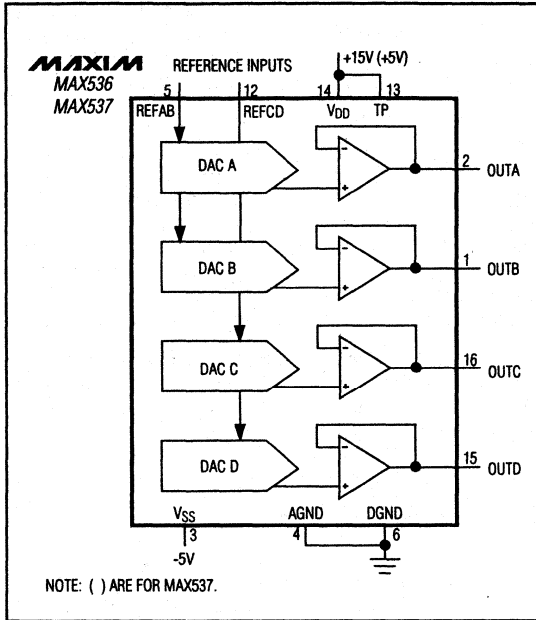 MAXIM REFERENCE INPUTS +15V (+5V)
MAX536
MAX537
5 12 14 13
REFAB REFCD VDD TP
DAC A - + 2 OUTA
DAC B - + 1 OUTB
DAC C - + 16 OUTC
DAC D - + 15 OUTD
VSS AGND DGND
3 4 6
-5V
NOTE: ( ) ARE FOR MAX537.